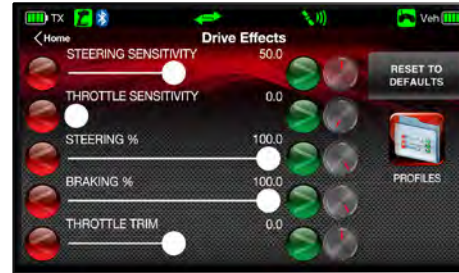 TX Veh
Home Drive Effects
STEERING SENSITIVITY 50.0
RESET TO
DEFAULTS
THROTTLE SENSITIVITY 0.0
STEERING % 100.0
PROFILES
BRAKING % 100.0
THROTTLE TRIM 0.0